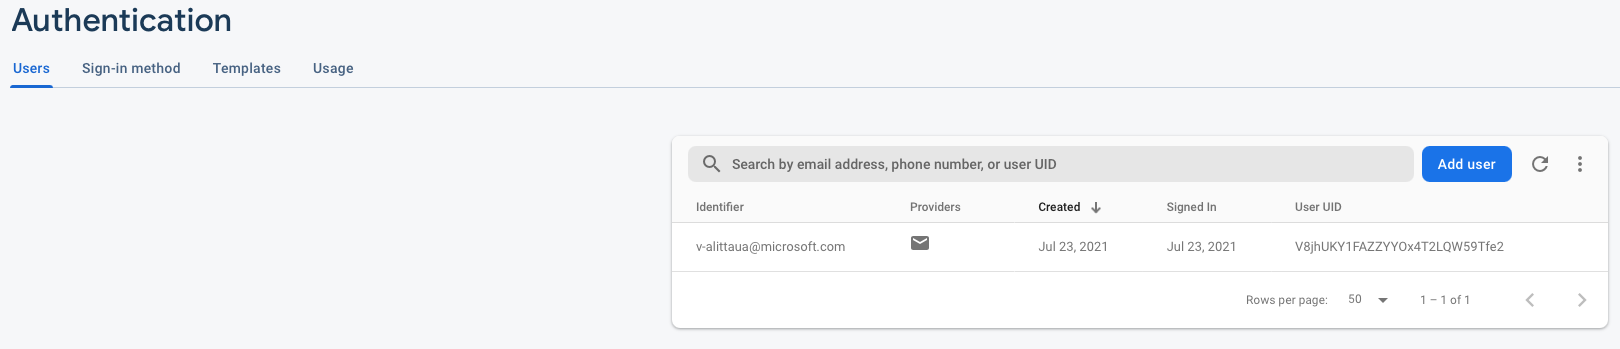 Authentication
Users Sign-in method Templates Usage
Search by email address, phone number, or user UID Add user
Identifier Providers Created Signed In User UID
v-alittaua@microsoft.com Jul 23, 2021 Jul 23, 2021 V8jhUKY1FAZZYYOx4T2LQW59Tfe2
Rows per page: 50 1 – 1 of 1